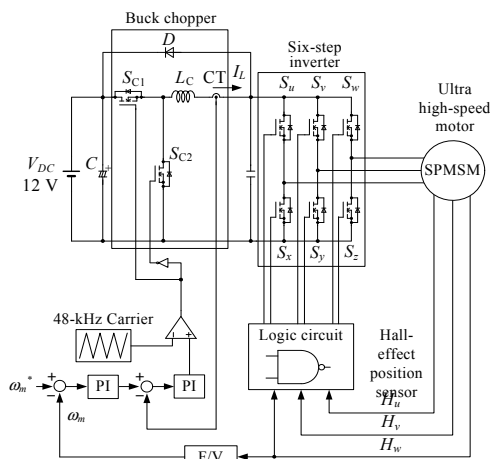 Buck chopper
D
Six-step
inverter
S_C1
L_C
CT
I_L
S_u
S_v
S_w
Ultra
high-speed
motor
V_DC
12 V
C
+
S_C2
SPMSM
S_x
S_y
S_z
48-kHz Carrier
− +
Logic circuit
Hall-
effect
position
sensor
ω_m*
+
−
PI
+
−
PI
H_u
ω_m
H_v
H_w
F/V